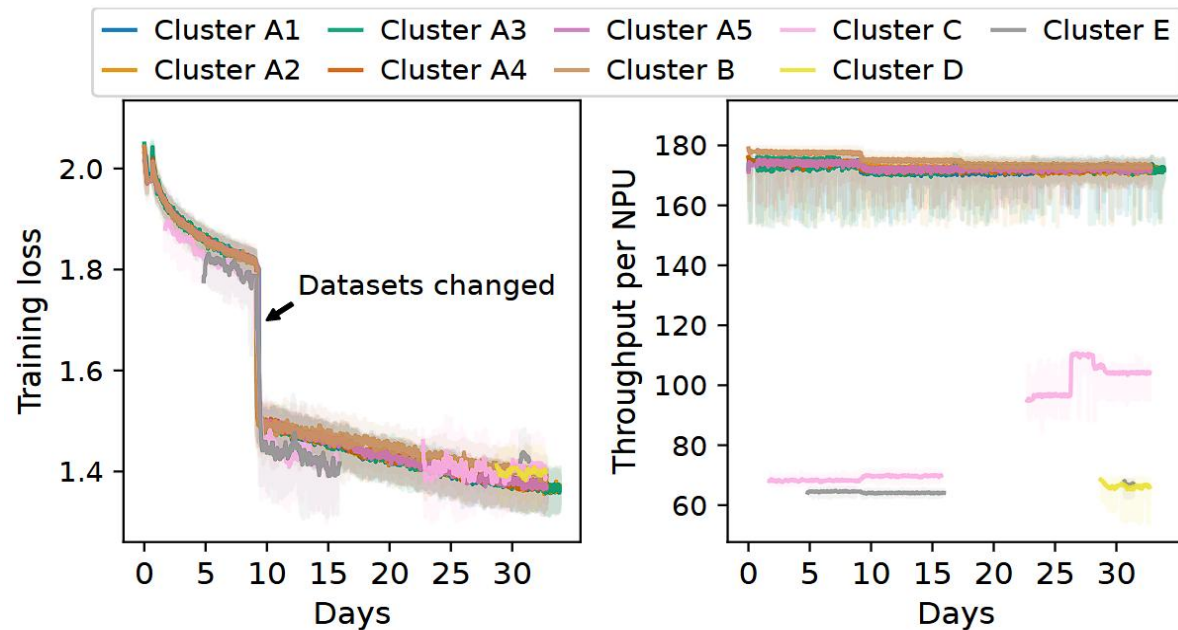 Cluster A1 Cluster A3 Cluster A5 Cluster C Cluster E
Cluster A2 Cluster A4 Cluster B Cluster D
Training loss
2.0
1.8
1.6
1.4
Datasets changed
0 5 10 15 20 25 30
Days
Throughput per NPU
180
160
140
120
100
80
60
0 5 10 15 20 25 30
Days